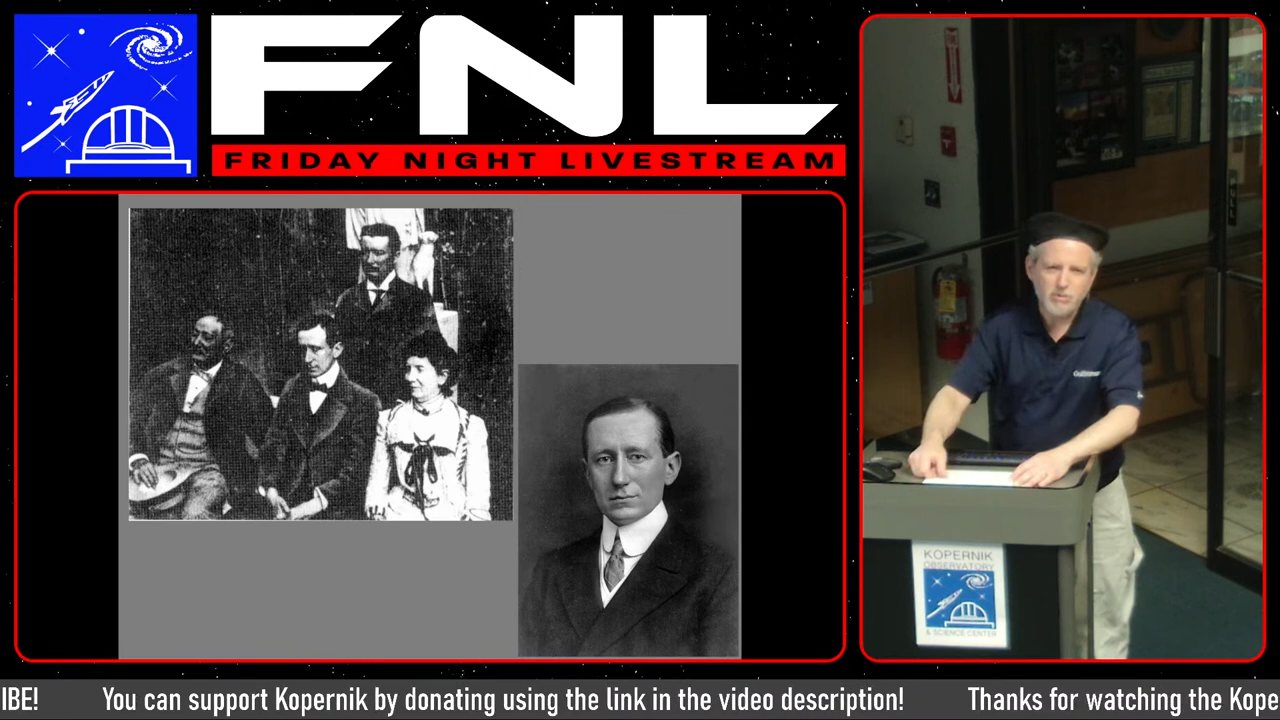 FNL
FRIDAY NIGHT LIVESTREAM
KOPERNIK
OBSERVATORY
& SCIENCE CENTER
IBE! You can support Kopernik by donating using the link in the video description! Thanks for watching the Kope